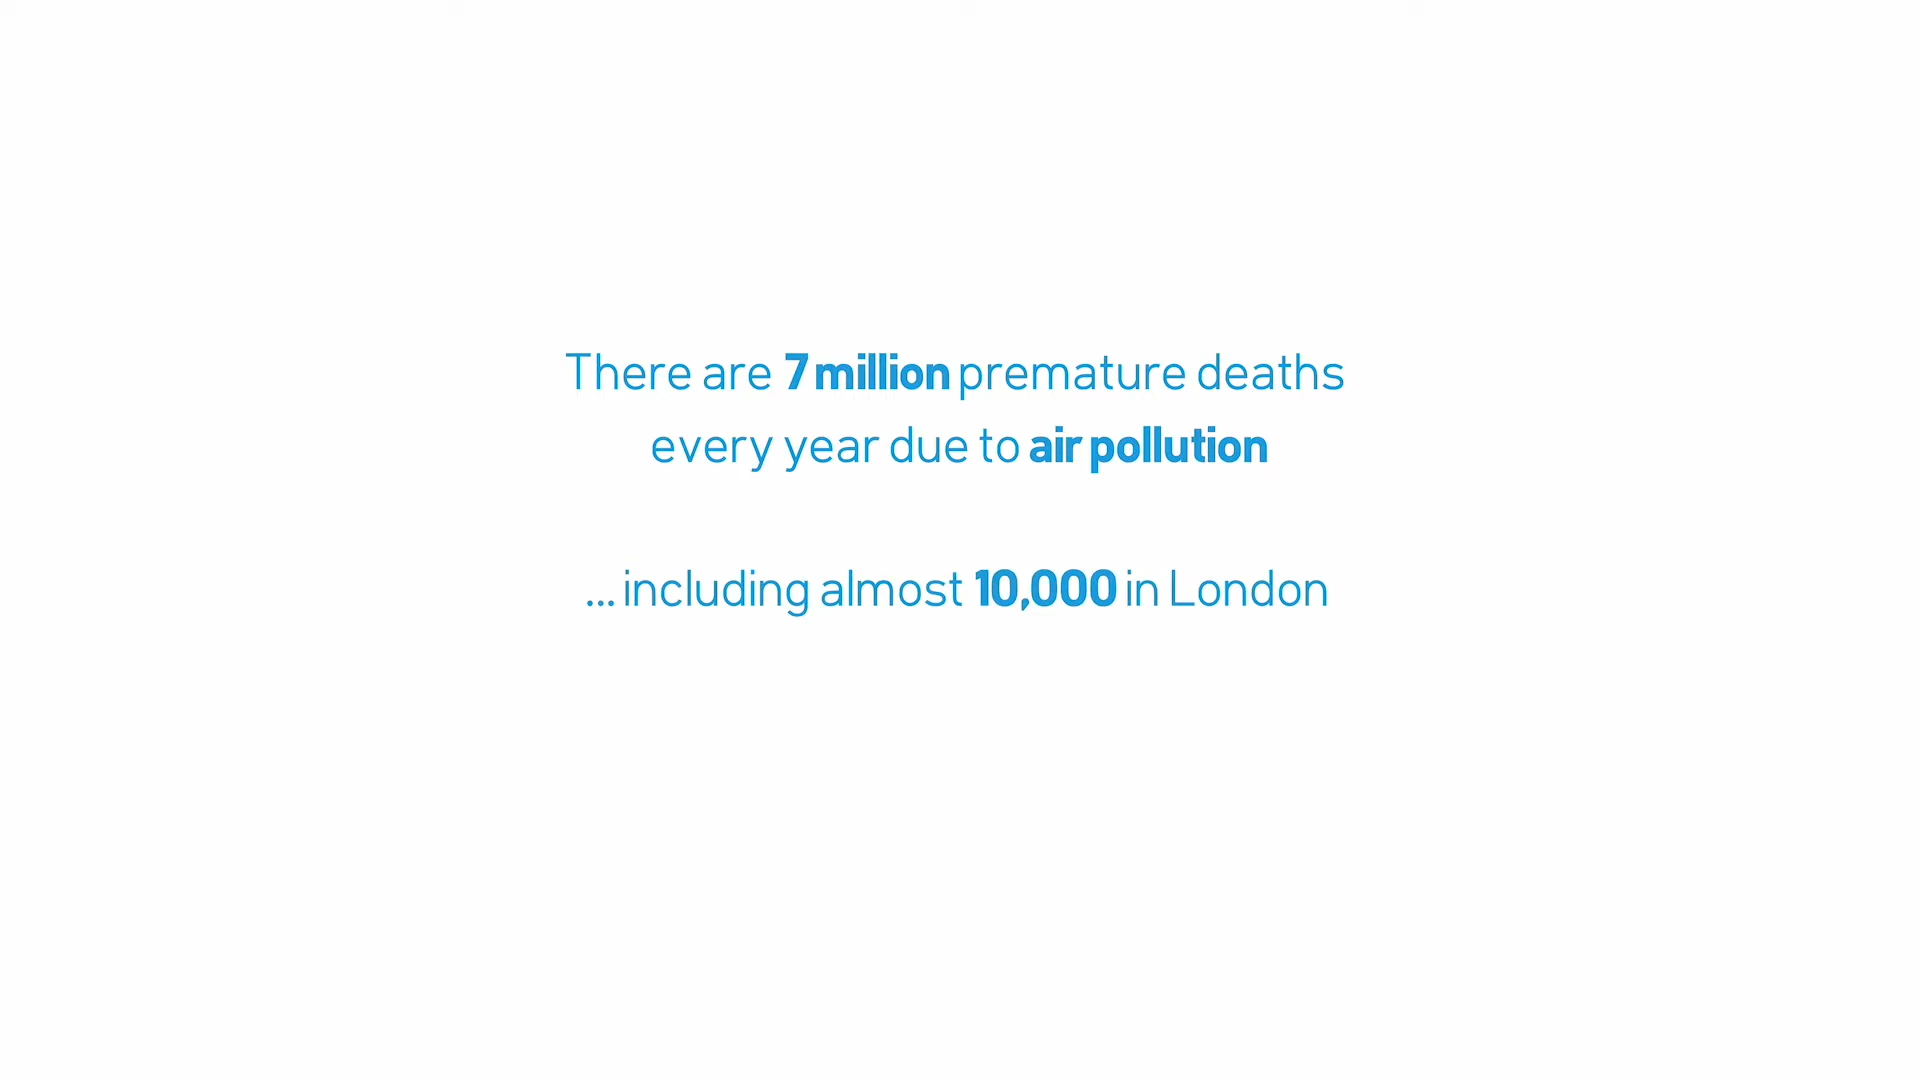 There are 7 million premature deaths
every year due to air pollution
... including almost 10,000 in London